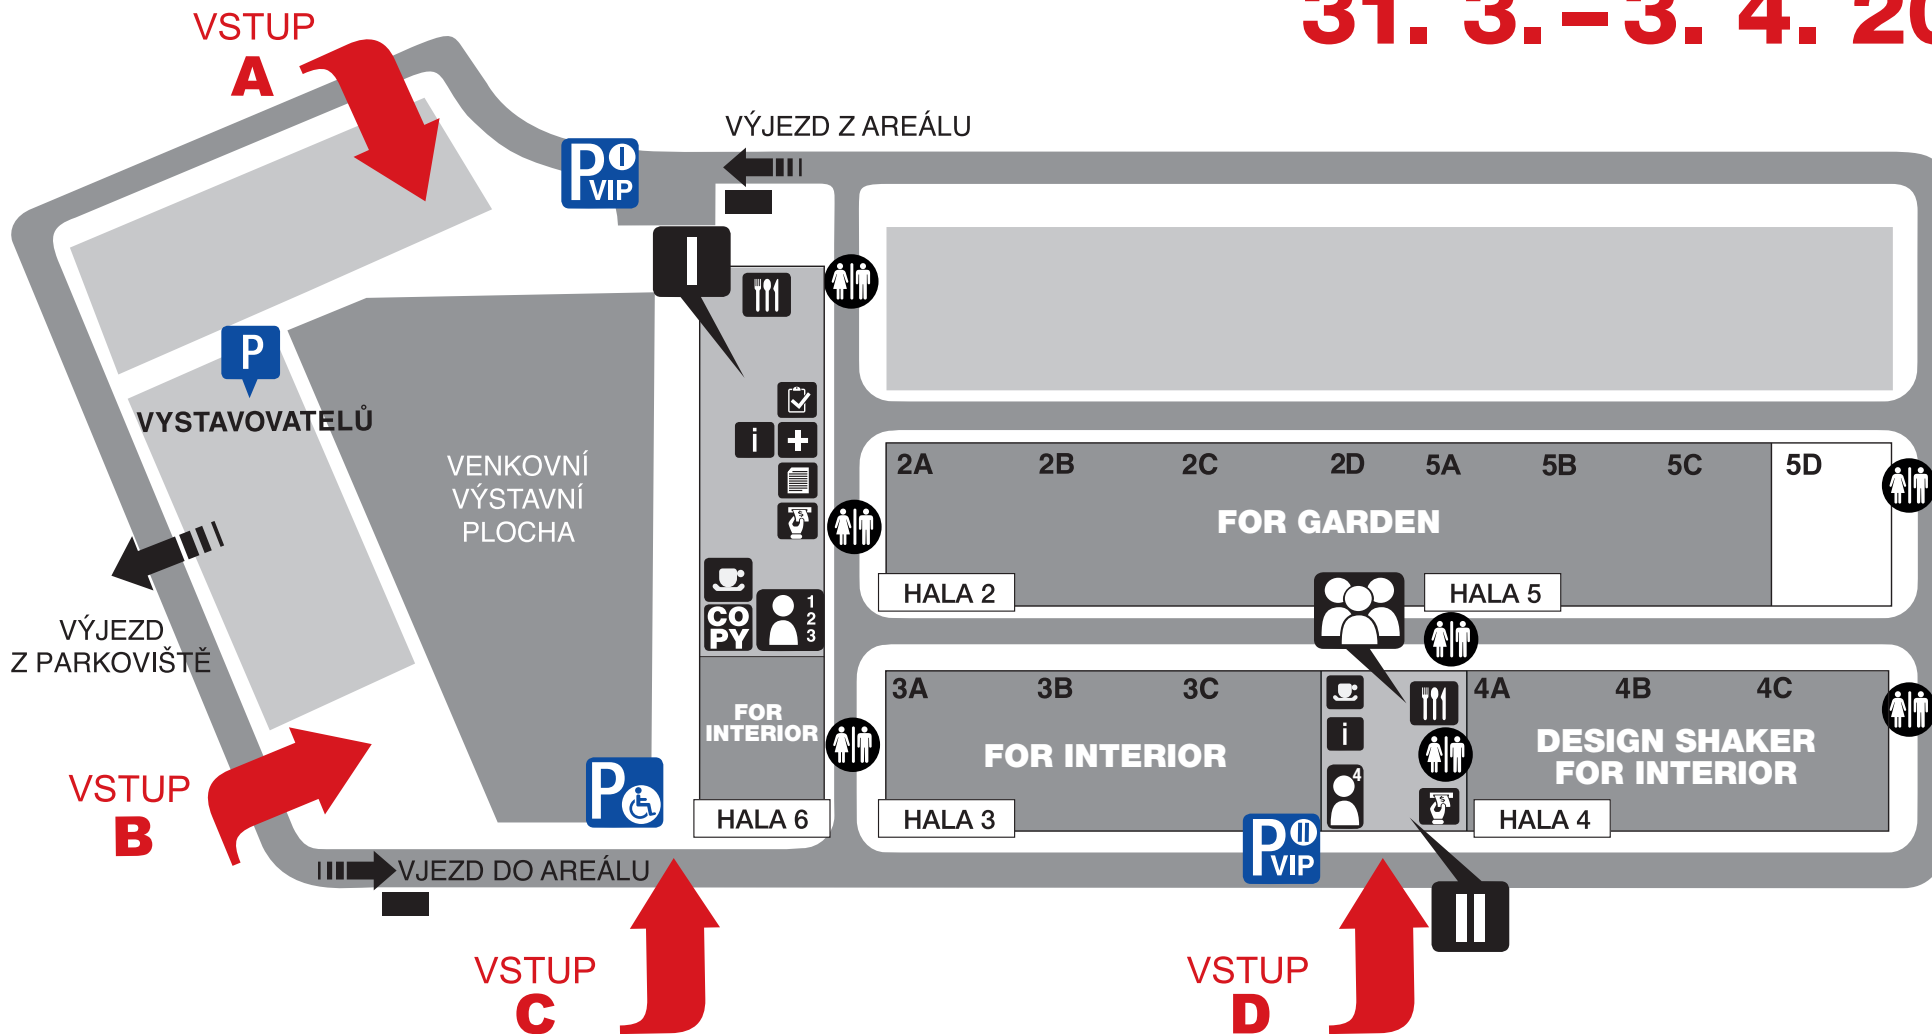 31. 3. – 3. 4. 20
VSTUP
A
VÝJEZD Z AREÁLU
P I
VIP
I
P
VYSTAVOVATELŮ
VENKOVNÍ
VÝSTAVNÍ
PLOCHA
i
2A 2B 2C 2D 5A 5B 5C 5D
FOR GARDEN
HALA 2
HALA 5
CO
PY
1
2
3
VÝJEZD
Z PARKOVIŠTĚ
3A 3B 3C 4A 4B 4C
FOR
INTERIOR
i
4
FOR INTERIOR
DESIGN SHAKER
FOR INTERIOR
HALA 6
HALA 3
HALA 4
P
P II
VIP
VSTUP
B
VJEZD DO AREÁLU
II
VSTUP
C
VSTUP
D